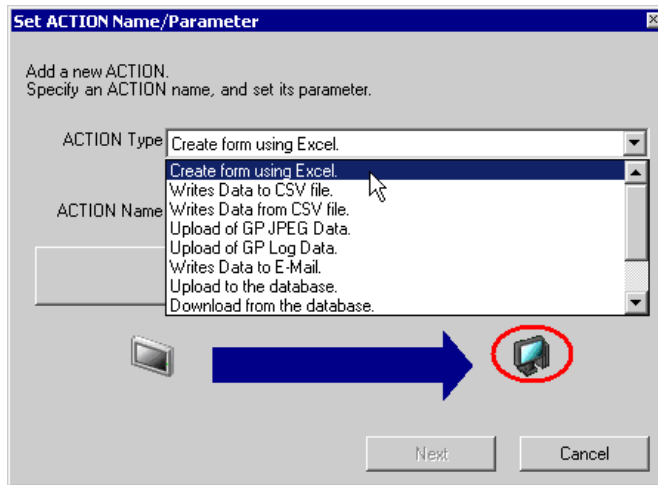 Set ACTION Name/Parameter
Add a new ACTION.
Specify an ACTION name, and set its parameter.
ACTION Type Create form using Excel.
Create form using Excel.
Writes Data to CSV file.
ACTION Name Writes Data from CSV file.
Upload of GP JPEG Data.
Upload of GP Log Data.
Writes Data to E-Mail.
Upload to the database.
Download from the database.
Next Cancel